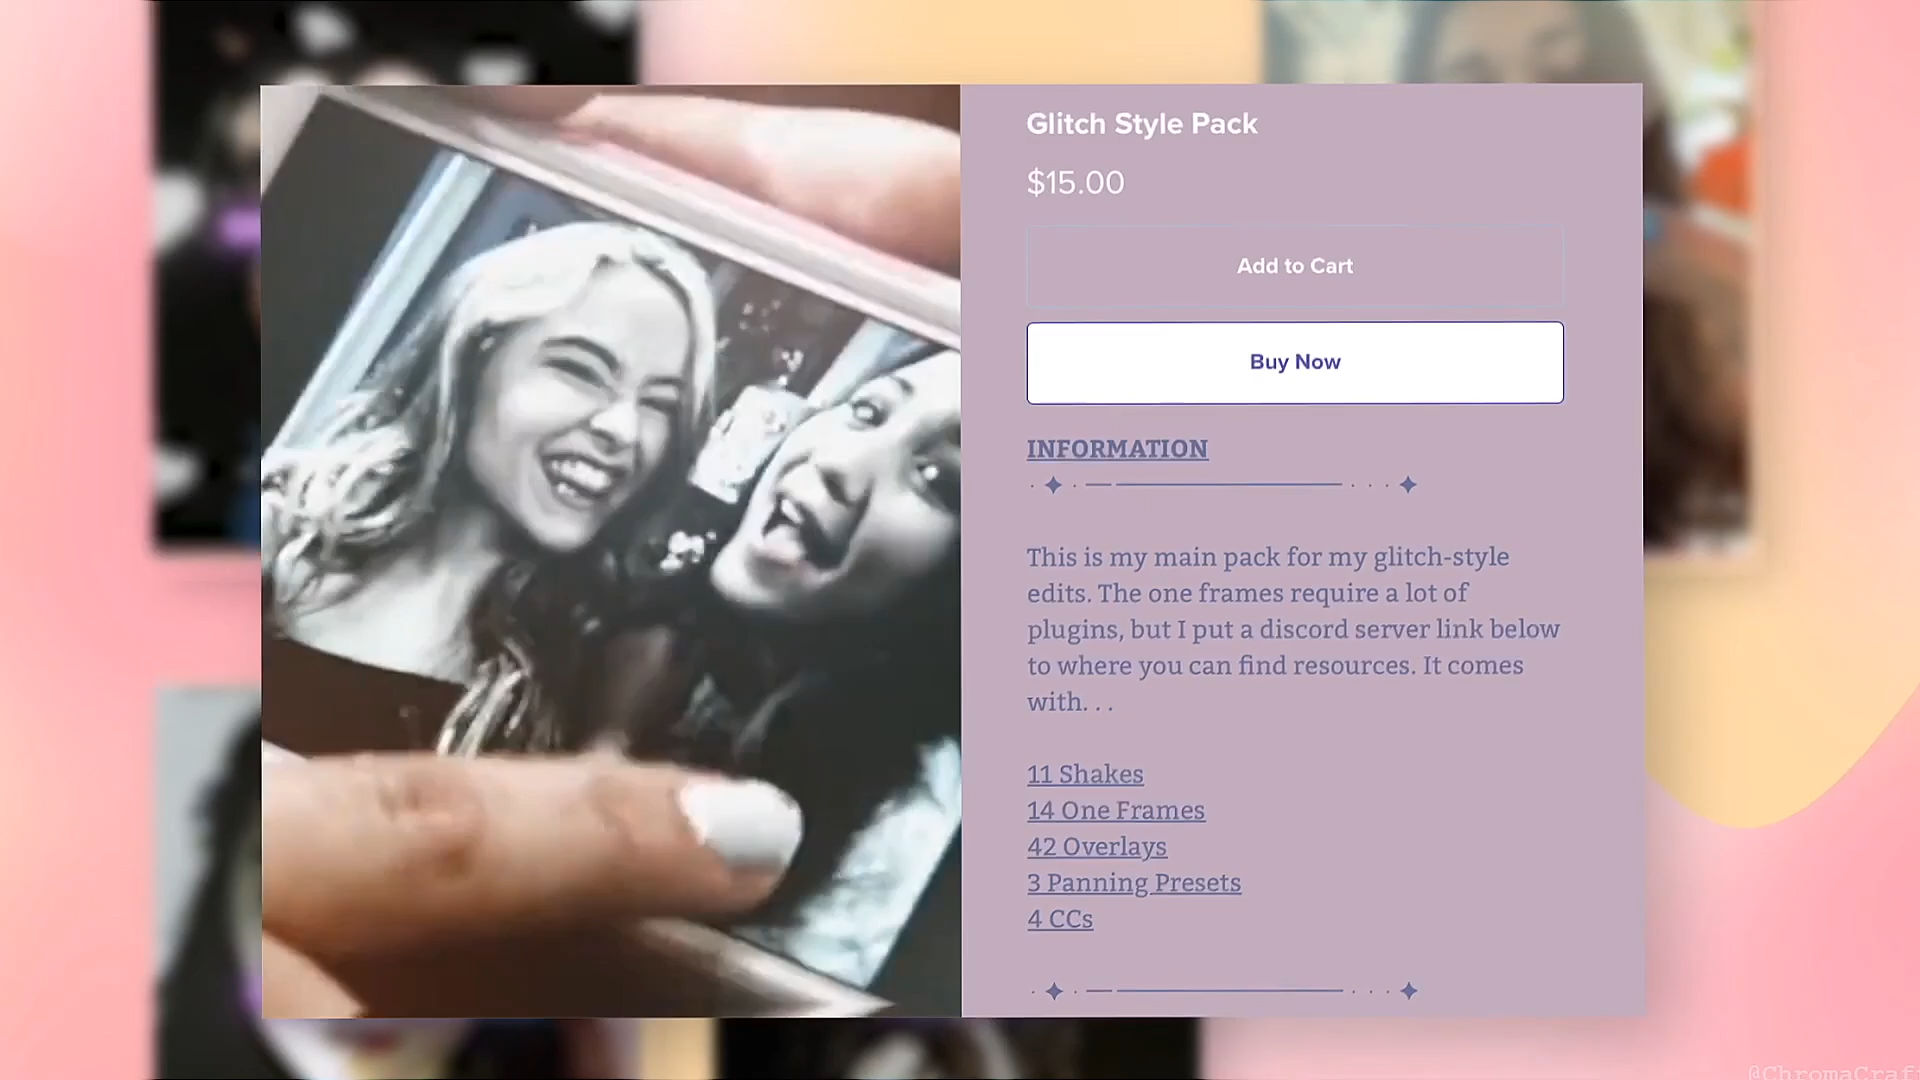 Glitch Style Pack
$15.00
Add to Cart
Buy Now
INFORMATION
This is my main pack for my glitch-style
edits. The one frames require a lot of
plugins, but I put a discord server link below
to where you can find resources. It comes
with. . .
11 Shakes
14 One Frames
42 Overlays
3 Panning Presets
4 CCs
@ChromaCraf